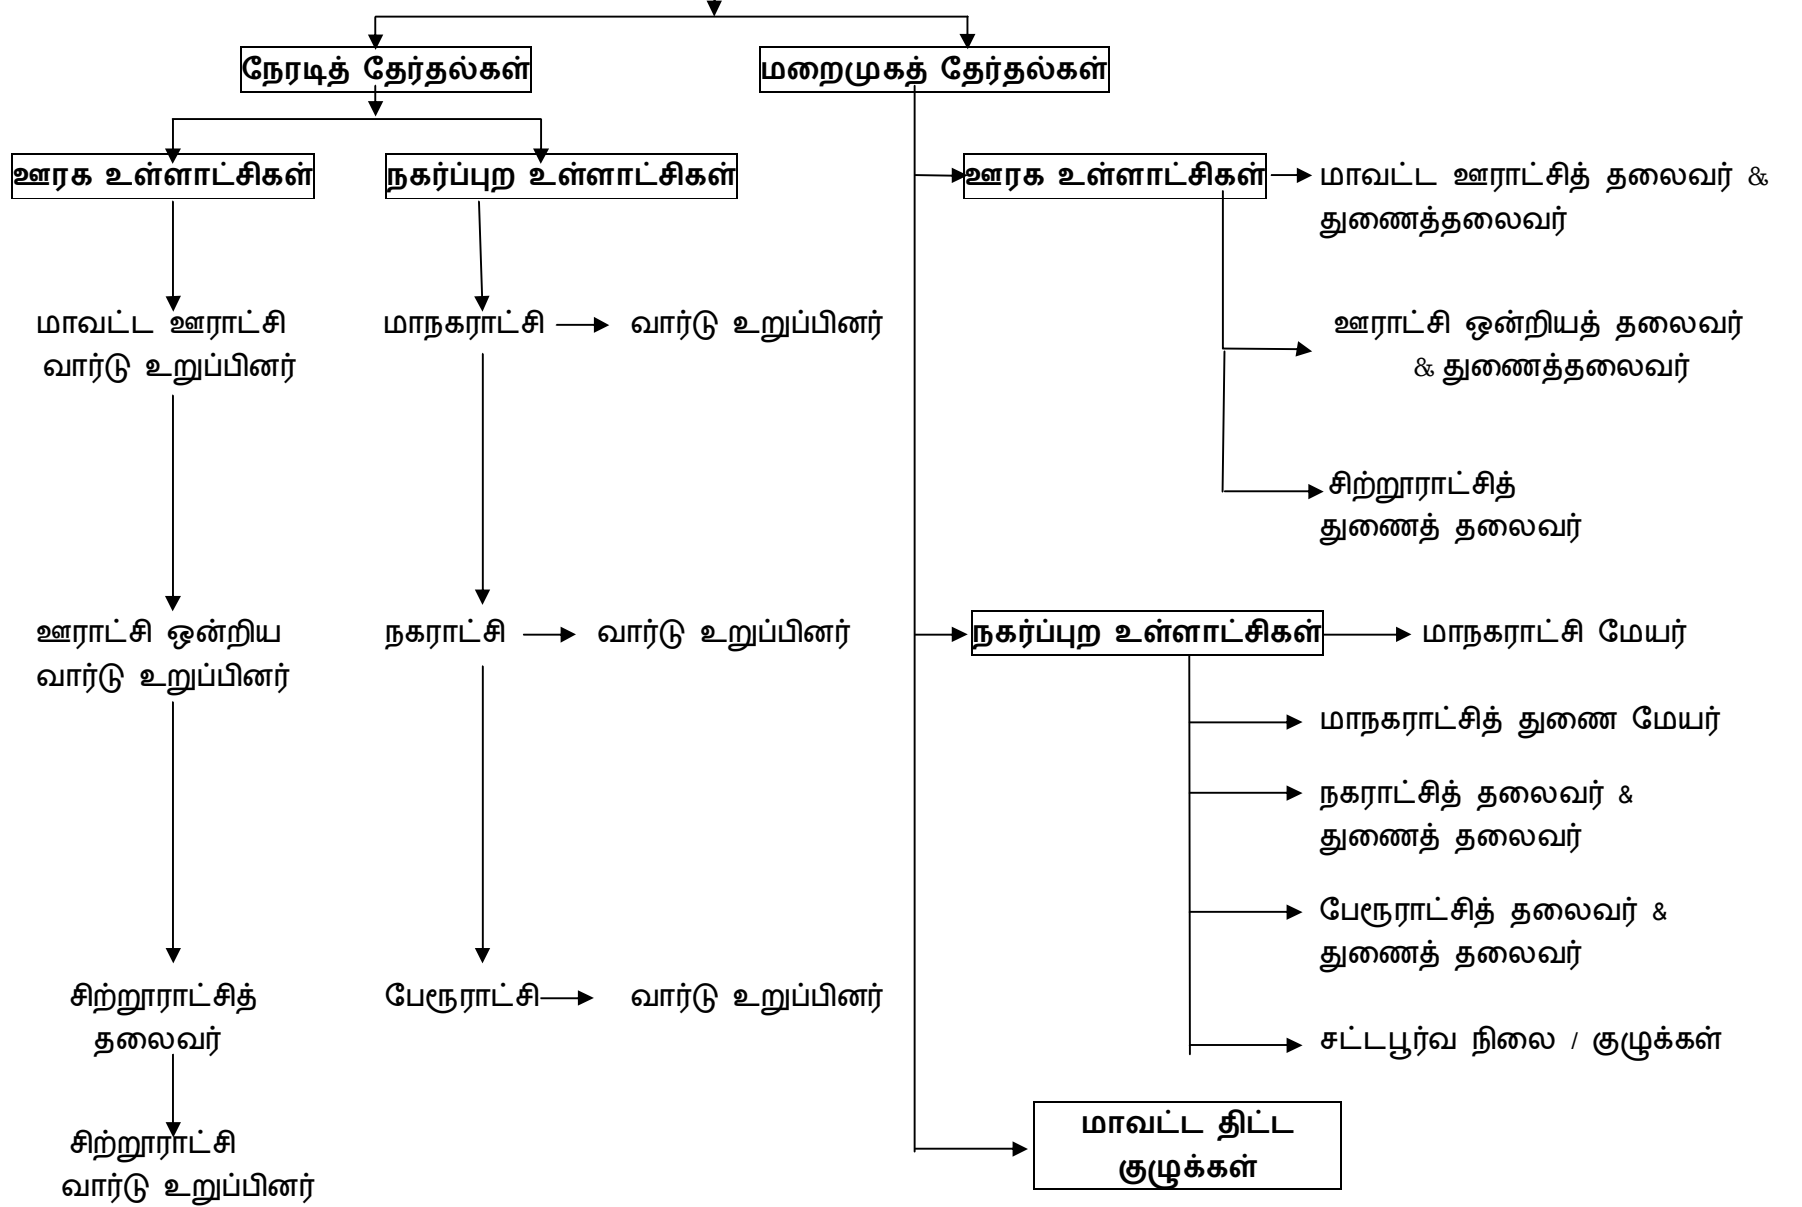 நேரடித் தேர்தல்கள்
மறைமுகத் தேர்தல்கள்
ஊரக உள்ளாட்சிகள்
நகர்ப்புற உள்ளாட்சிகள்
மாவட்ட ஊராட்சி
வார்டு உறுப்பினர்
மாநகராட்சி
வார்டு உறுப்பினர்
ஊராட்சி ஒன்றிய
வார்டு உறுப்பினர்
நகராட்சி
வார்டு உறுப்பினர்
சிற்றூராட்சித்
தலைவர்
பேரூராட்சி
வார்டு உறுப்பினர்
சிற்றூராட்சி
வார்டு உறுப்பினர்
ஊரக உள்ளாட்சிகள்
மாவட்ட ஊராட்சித் தலைவர் &
துணைத்தலைவர்
ஊராட்சி ஒன்றியத் தலைவர்
& துணைத்தலைவர்
சிற்றூராட்சித்
துணைத் தலைவர்
நகர்ப்புற உள்ளாட்சிகள்
மாநகராட்சி மேயர்
மாநகராட்சித் துணை மேயர்
நகராட்சித் தலைவர் &
துணைத் தலைவர்
பேரூராட்சித் தலைவர் &
துணைத் தலைவர்
சட்டபூர்வ நிலை / குழுக்கள்
மாவட்ட திட்ட
குழுக்கள்